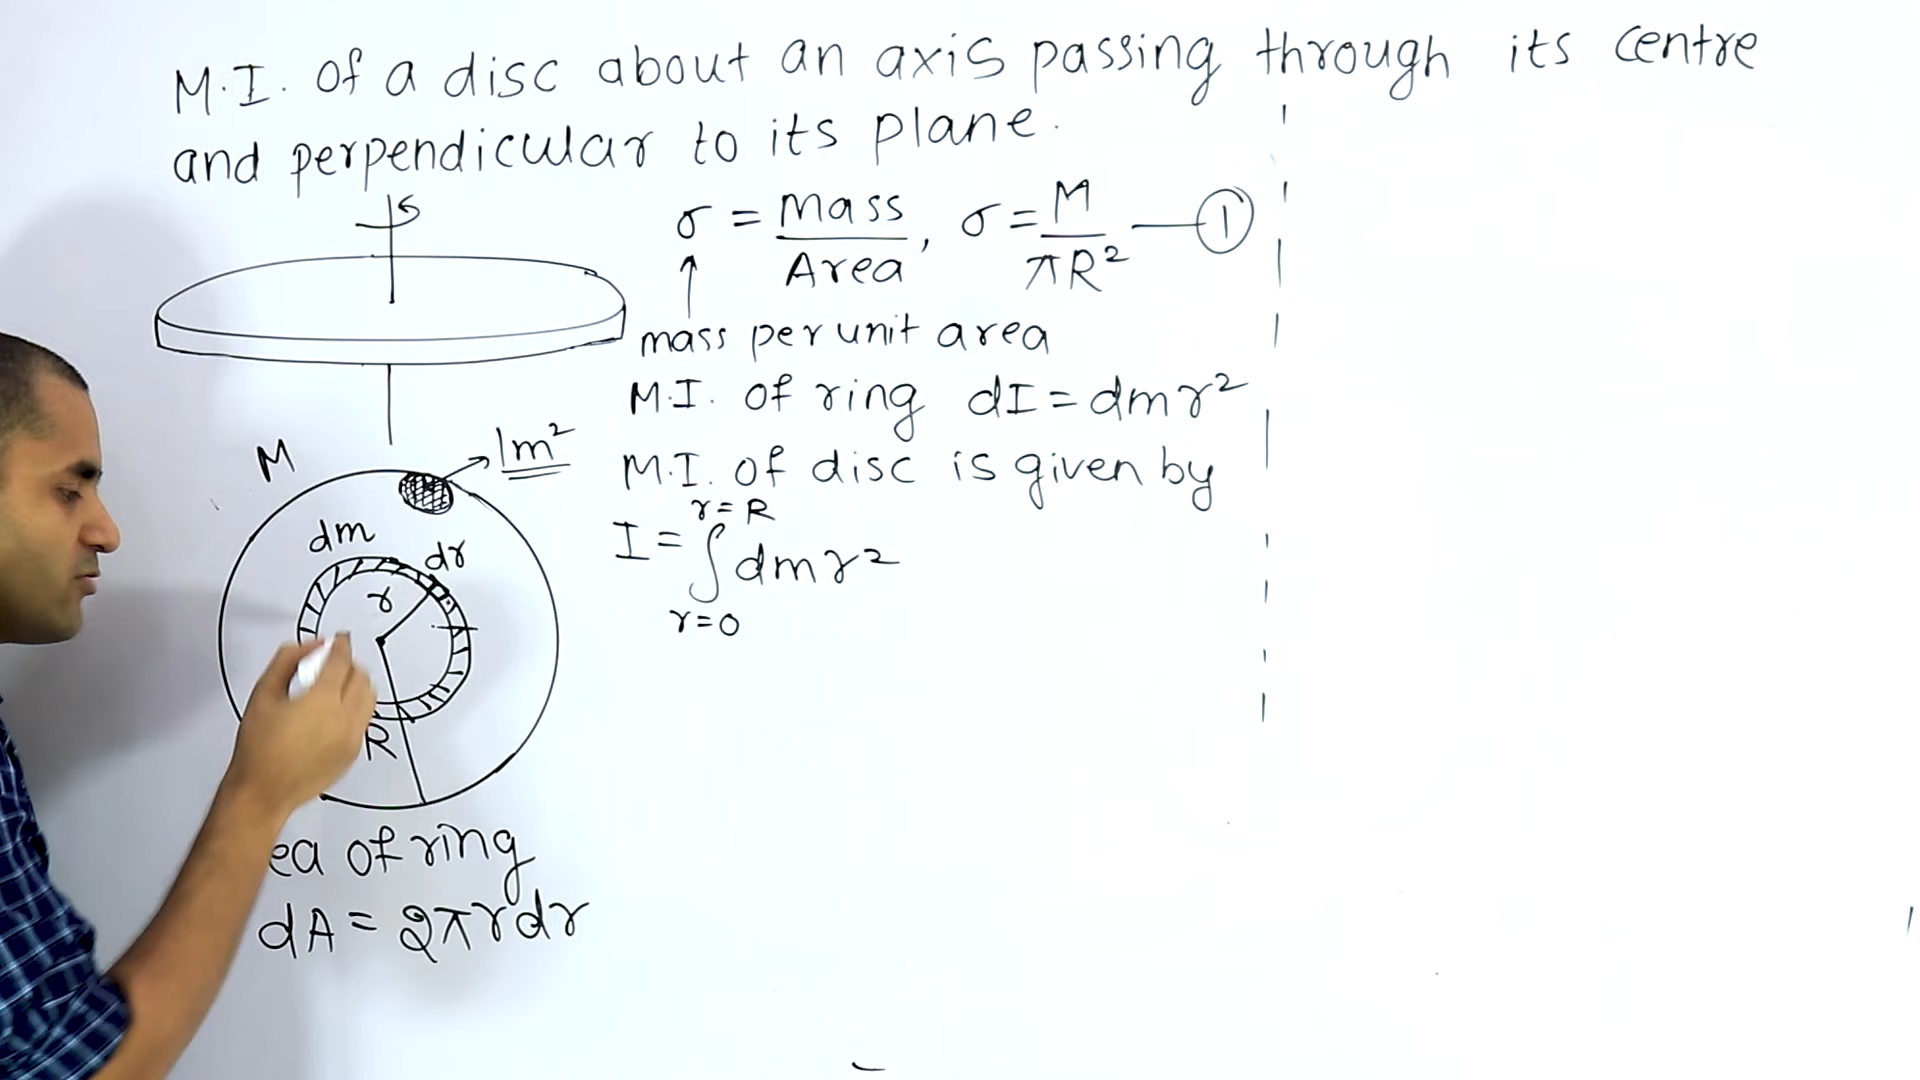 M.I. of a disc about an axis passing through its centre
and perpendicular to its plane.
σ = Mass/Area, σ = M/πR² — ①
mass per unit area
M.I. of ring dI = dmr²
M.I. of disc is given by
r=R
I = ∫dmr²
r=0
M
1m²
dm
dr
r
R
of ring
dA = 2πrdr